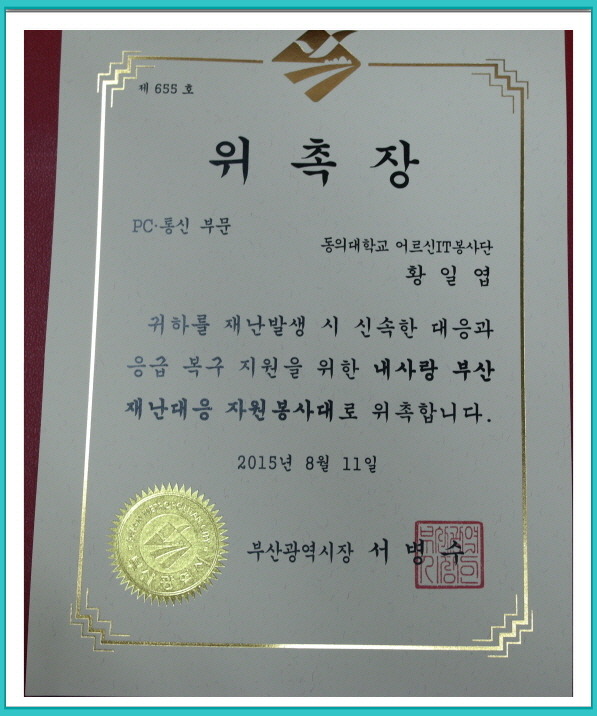 제 655 호
위 촉 장
PC·통신 부문
동의대학교 어르신IT봉사단
황 일 엽
귀하를 재난발생 시 신속한 대응과
응급 복구 지원을 위한 내사랑 부산
재난대응 자원봉사대로 위촉합니다.
2015년 8월 11일
부산광역시장 서 병 수